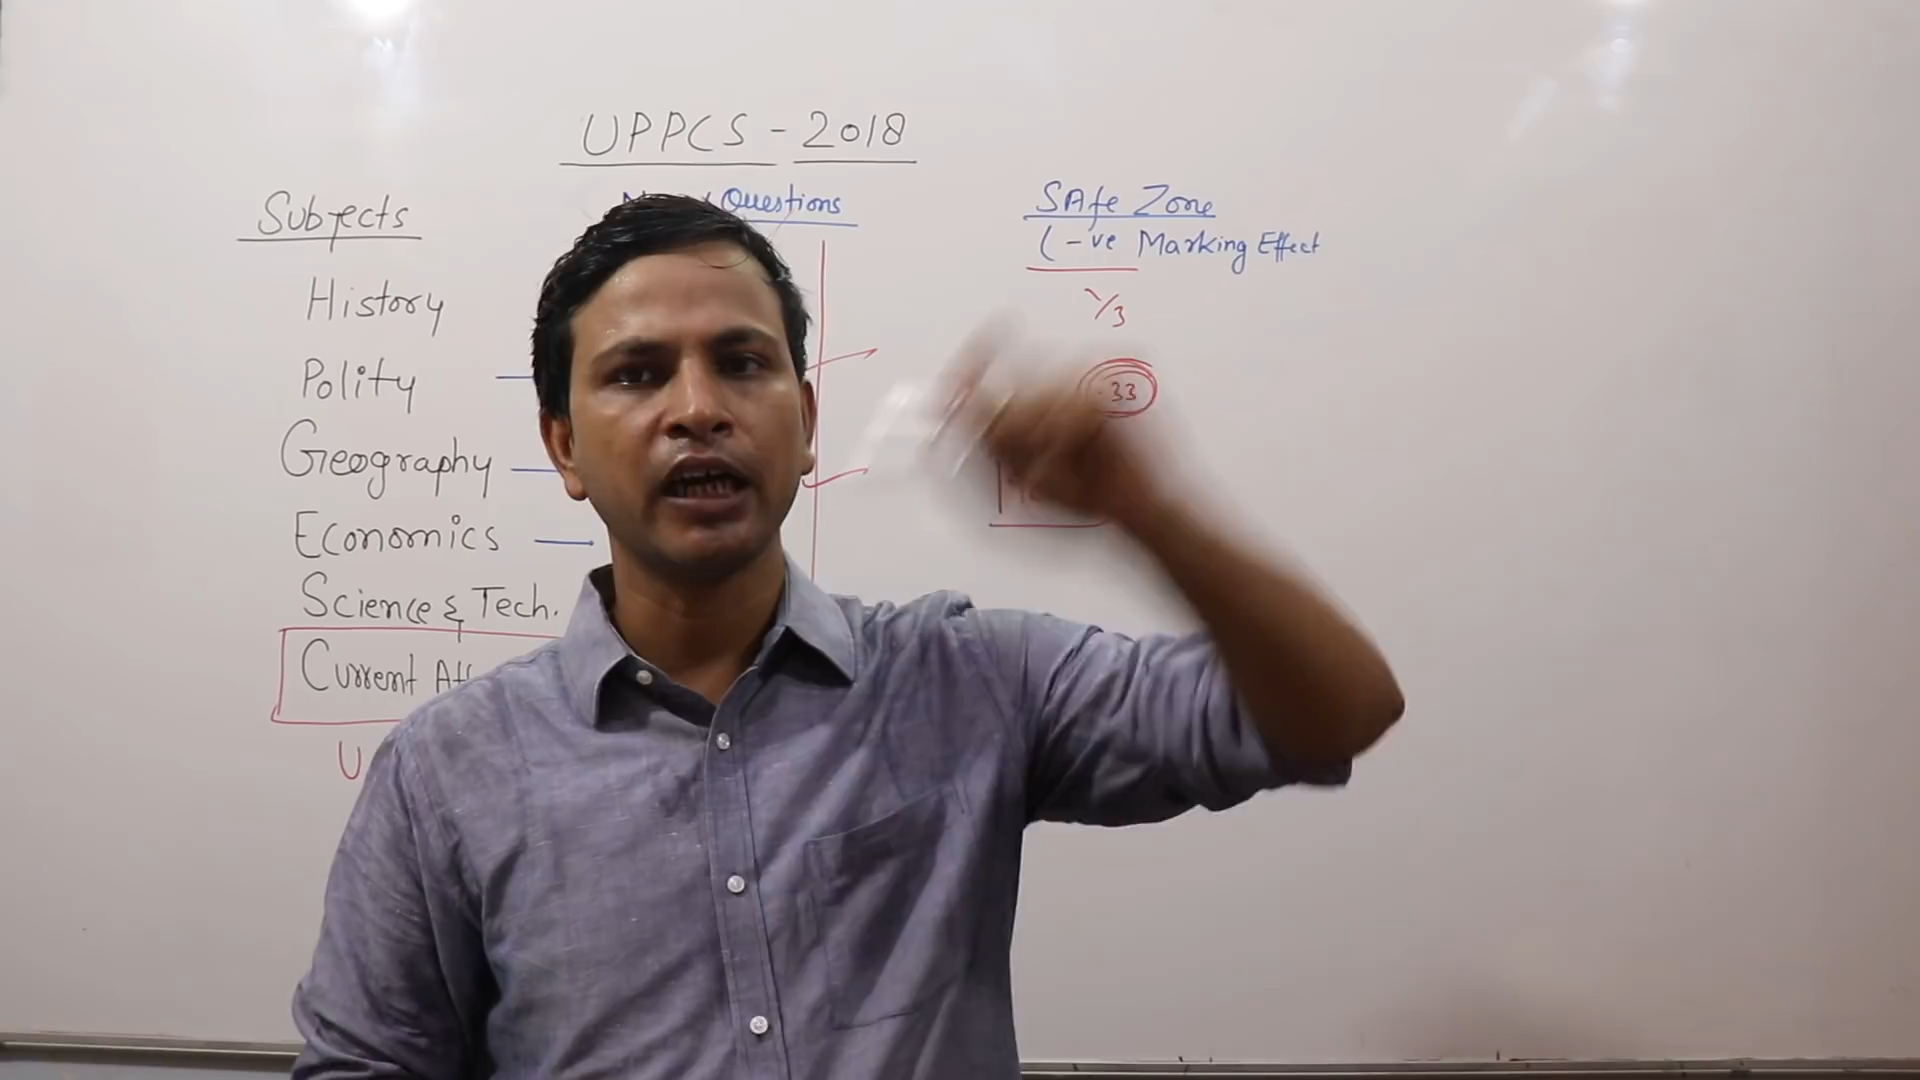 UPPCS - 2018
Subjects
Questions
SAfe Zone
(-ve Marking Effect
History
1/3
Polity
.33
Geography
Economics
Science & Tech.
Current Aff
U